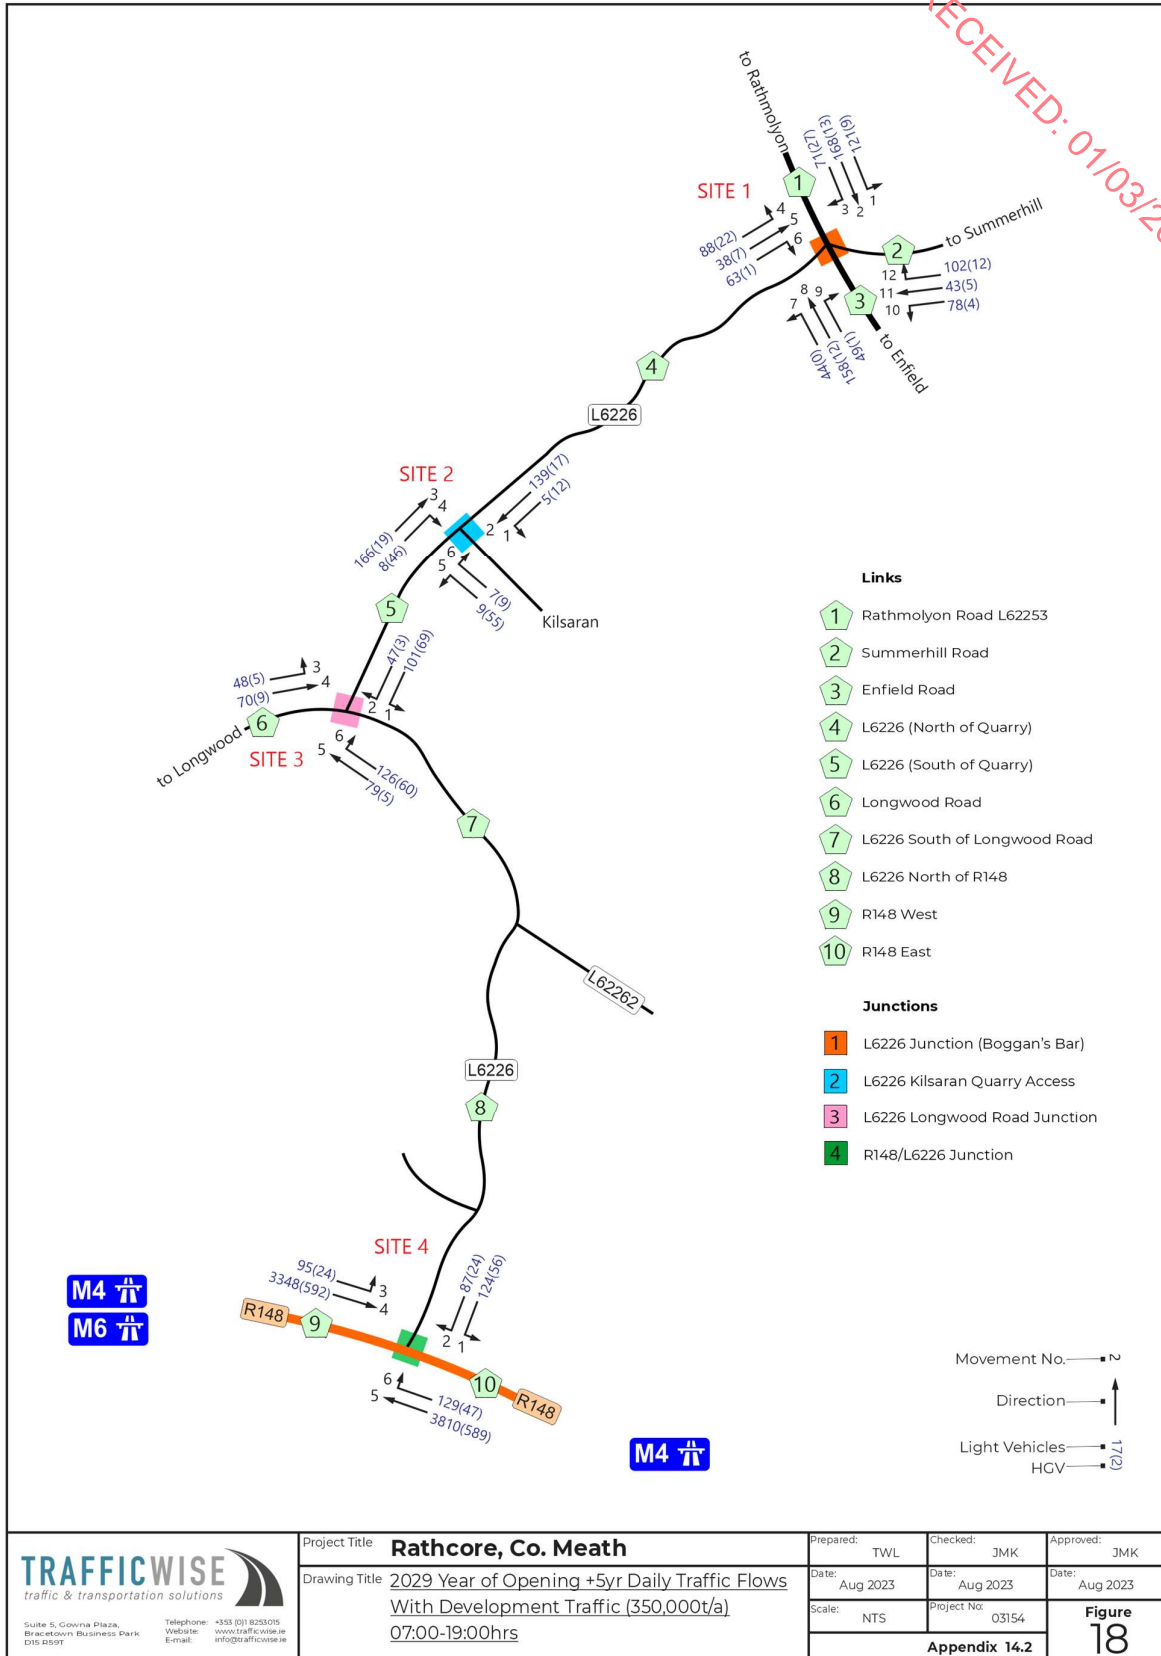 RECEIVED: 01/03/20
to Rathmolyon
71(27)
168(13)
121(9)
SITE 1
1
3
2
1
4
5
6
88(22)
38(7)
63(1)
to Summerhill
2
12
102(12)
11
43(5)
10
78(4)
3
8
9
7
44(0)
158(12)
49(1)
to Enfield
4
L6226
SITE 2
139(17)
5(12)
3
4
2
1
166(19)
8(46)
6
5
7(9)
9(55)
Kilsaran
5
47(3)
101(69)
48(5)
3
70(9)
4
2
1
6
to Longwood
SITE 3
6
5
126(60)
79(5)
7
L62262
L6226
8
SITE 4
95(24)
3348(592)
3
4
87(24)
124(56)
2
1
M4
M6
R148
9
10
R148
6
5
129(47)
3810(589)
M4
Links
1 Rathmolyon Road L62253
2 Summerhill Road
3 Enfield Road
4 L6226 (North of Quarry)
5 L6226 (South of Quarry)
6 Longwood Road
7 L6226 South of Longwood Road
8 L6226 North of R148
9 R148 West
10 R148 East
Junctions
1 L6226 Junction (Boggan's Bar)
2 L6226 Kilsaran Quarry Access
3 L6226 Longwood Road Junction
4 R148/L6226 Junction
Movement No. 2
Direction
Light Vehicles
HGV
17(2)
TRAFFICWISE
traffic & transportation solutions
Suite 5, Gowna Plaza,
Bracetown Business Park
D15 R59T
Telephone: +353 (0)1 8253015
Website: www.trafficwise.ie
E-mail: info@trafficwise.ie
Project Title Rathcore, Co. Meath
Drawing Title 2029 Year of Opening +5yr Daily Traffic Flows
With Development Traffic (350,000t/a)
07:00-19:00hrs
Prepared: TWL
Checked: JMK
Approved: JMK
Date: Aug 2023
Date: Aug 2023
Date: Aug 2023
Scale: NTS
Project No: 03154
Figure
18
Appendix 14.2